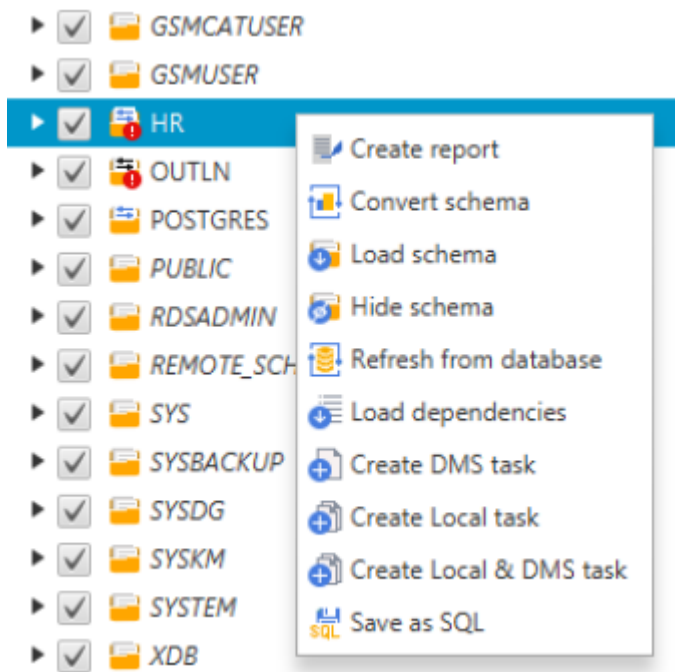 GSMCATUSER
GSMUSER
HR
OUTLN
POSTGRES
PUBLIC
RDSADMIN
REMOTE_SCH
SYS
SYSBACKUP
SYSDG
SYSKM
SYSTEM
XDB
Create report
Convert schema
Load schema
Hide schema
Refresh from database
Load dependencies
Create DMS task
Create Local task
Create Local & DMS task
SQL Save as SQL